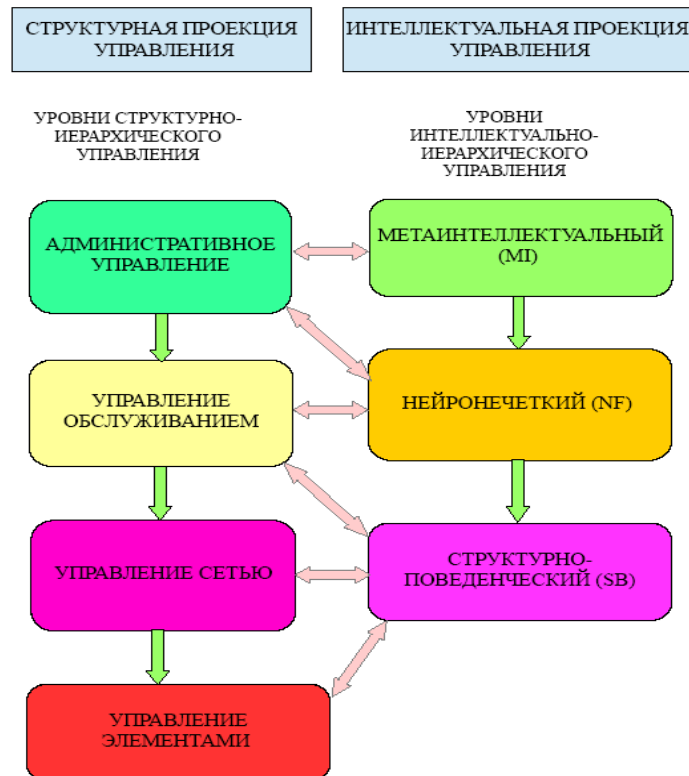 СТРУКТУРНАЯ ПРОЕКЦИЯ
УПРАВЛЕНИЯ
ИНТЕЛЛЕКТУАЛЬНАЯ ПРОЕКЦИЯ
УПРАВЛЕНИЯ
УРОВНИ СТРУКТУРНО-
ИЕРАРХИЧЕСКОГО
УПРАВЛЕНИЯ
УРОВНИ
ИНТЕЛЛЕКТУАЛЬНО-
ИЕРАРХИЧЕСКОГО
УПРАВЛЕНИЯ
АДМИНИСТРАТИВНОЕ
УПРАВЛЕНИЕ
МЕТАИНТЕЛЛЕКТУАЛЬНЫЙ
(MI)
УПРАВЛЕНИЕ
ОБСЛУЖИВАНИЕМ
НЕЙРОНЕЧЕТКИЙ (NF)
УПРАВЛЕНИЕ СЕТЬЮ
СТРУКТУРНО-
ПОВЕДЕНЧЕСКИЙ (SB)
УПРАВЛЕНИЕ
ЭЛЕМЕНТАМИ